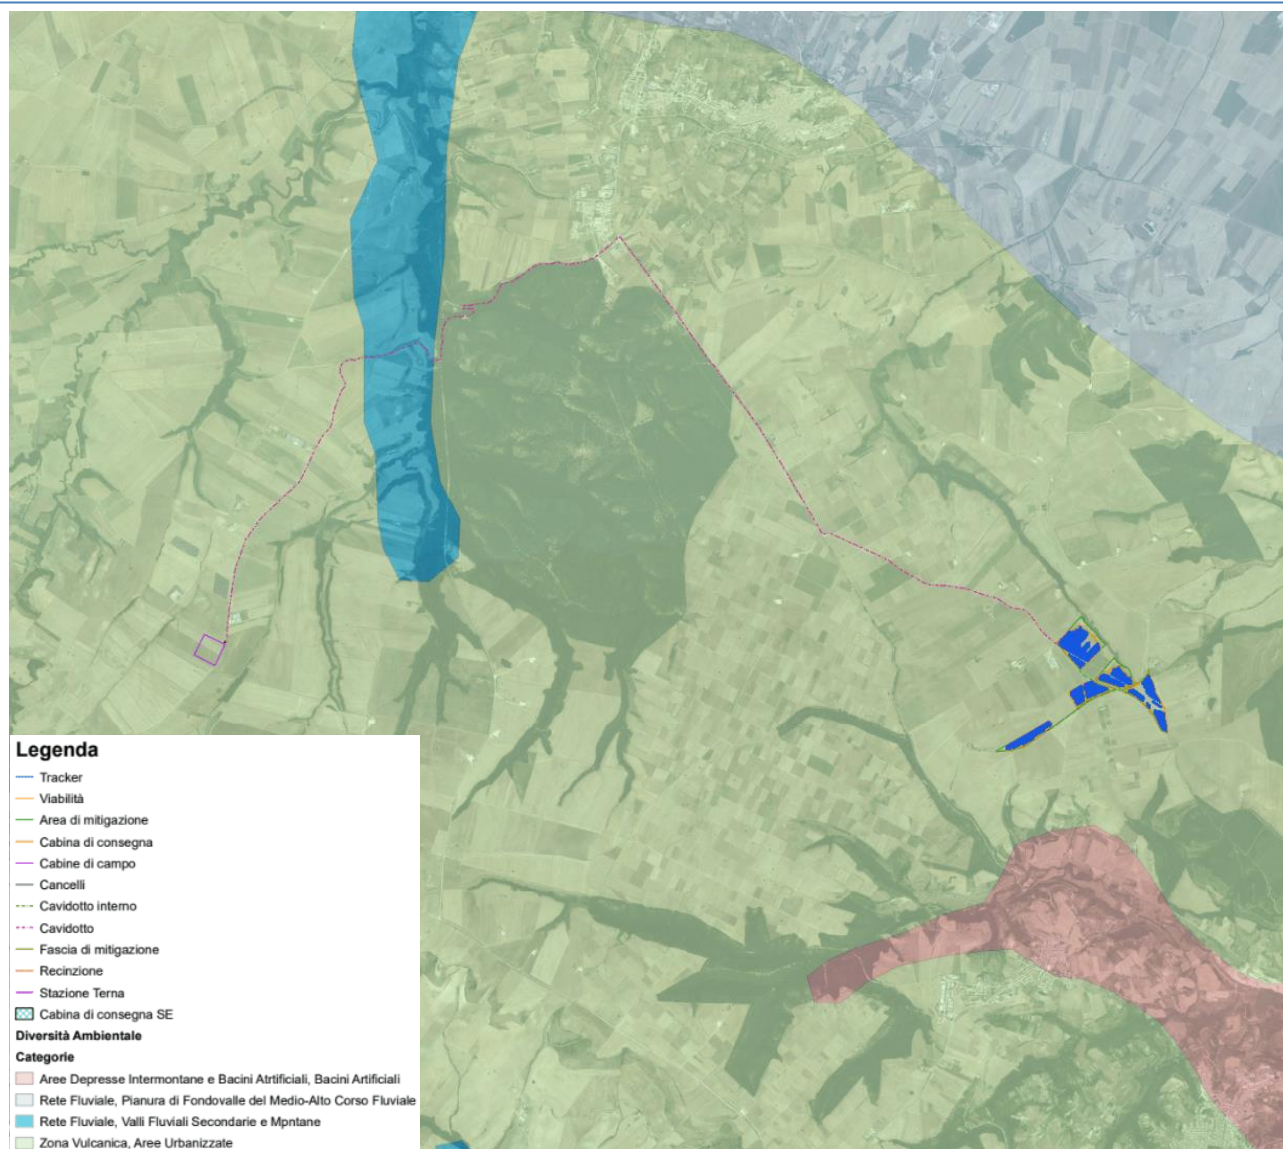 Legenda
Tracker
Viabilità
Area di mitigazione
Cabina di consegna
Cabine di campo
Cancelli
Cavidotto interno
Cavidotto
Fascia di mitigazione
Recinzione
Stazione Terna
Cabina di consegna SE
Diversità Ambientale
Categorie
Aree Depresse Intermontane e Bacini Atrtificiali, Bacini Artificiali
Rete Fluviale, Pianura di Fondovalle del Medio-Alto Corso Fluviale
Rete Fluviale, Valli Fluviali Secondarie e Mpntane
Zona Vulcanica, Aree Urbanizzate